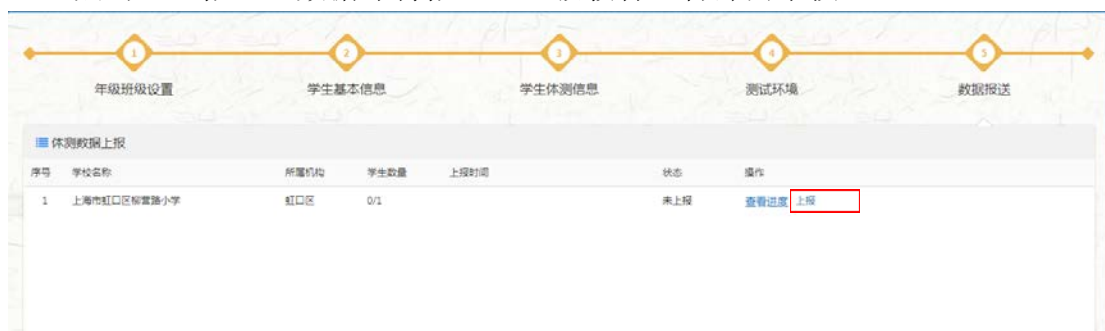 1 2 3 4 5
年级班级设置 学生基本信息 学生体测信息 测试环境 数据报送
体测数据上报
序号 学校名称 所属机构 学生数量 上报时间 状态 操作
1 上海市虹口区柳营路小学 虹口区 0/1 未上报 查看进度 上报